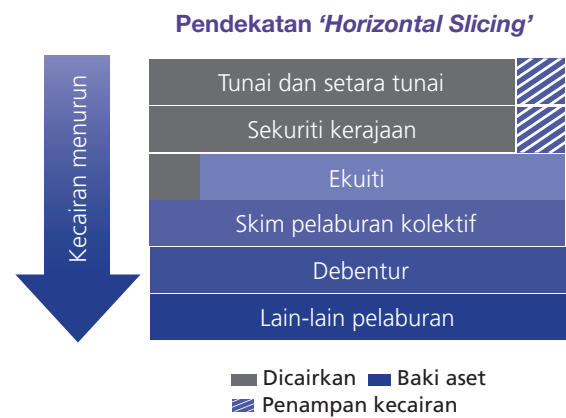 Pendekatan 'Horizontal Slicing'
Kecairan menurun
Tunai dan setara tunai
Sekuriti kerajaan
Ekuiti
Skim pelaburan kolektif
Debentur
Lain-lain pelaburan
Dicairkan Baki aset
Penampan kecairan